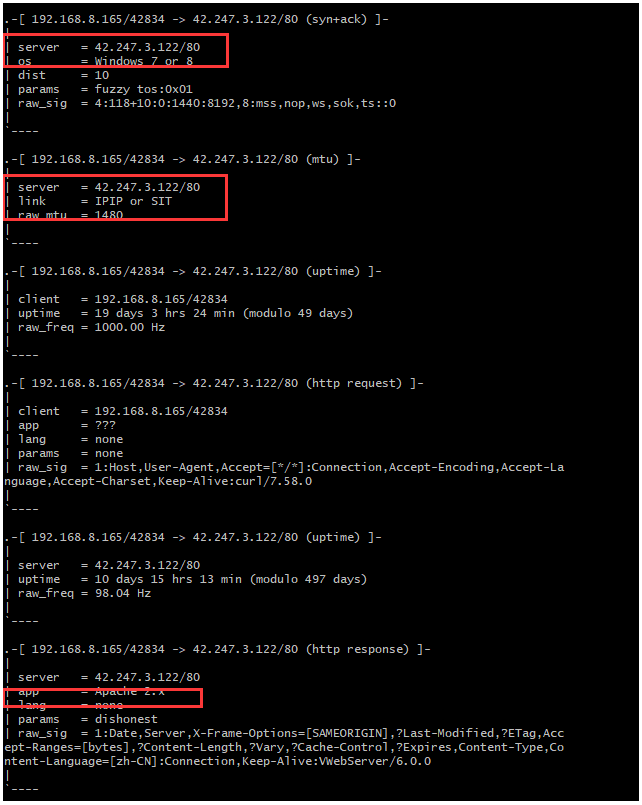 .-[ 192.168.8.165/42834 -> 42.247.3.122/80 (syn+ack) ]-
|
| server   = 42.247.3.122/80
| os       = Windows 7 or 8
| dist     = 10
| params   = fuzzy tos:0x01
| raw_sig  = 4:118+10:0:1440:8192,8:mss,nop,ws,sok,ts::0
|
`----
.-[ 192.168.8.165/42834 -> 42.247.3.122/80 (mtu) ]-
|
| server   = 42.247.3.122/80
| link     = IPIP or SIT
| raw_mtu  = 1480
|
`----
.-[ 192.168.8.165/42834 -> 42.247.3.122/80 (uptime) ]-
|
| client   = 192.168.8.165/42834
| uptime   = 19 days 3 hrs 24 min (modulo 49 days)
| raw_freq = 1000.00 Hz
|
`----
.-[ 192.168.8.165/42834 -> 42.247.3.122/80 (http request) ]-
|
| client   = 192.168.8.165/42834
| app      = ???
| lang     = none
| params   = none
| raw_sig  = 1:Host,User-Agent,Accept=[*/*]:Connection,Accept-Encoding,Accept-La
nguage,Accept-Charset,Keep-Alive:curl/7.58.0
|
`----
.-[ 192.168.8.165/42834 -> 42.247.3.122/80 (uptime) ]-
|
| server   = 42.247.3.122/80
| uptime   = 10 days 15 hrs 13 min (modulo 497 days)
| raw_freq = 98.04 Hz
|
`----
.-[ 192.168.8.165/42834 -> 42.247.3.122/80 (http response) ]-
|
| server   = 42.247.3.122/80
| app      = Apache 2.x
| lang     = none
| params   = dishonest
| raw_sig  = 1:Date,Server,X-Frame-Options=[SAMEORIGIN],?Last-Modified,?ETag,Acc
ept-Ranges=[bytes],?Content-Length,?Vary,?Cache-Control,?Expires,Content-Type,Co
ntent-Language=[zh-CN]:Connection,Keep-Alive:VWebServer/6.0.0
|
`----